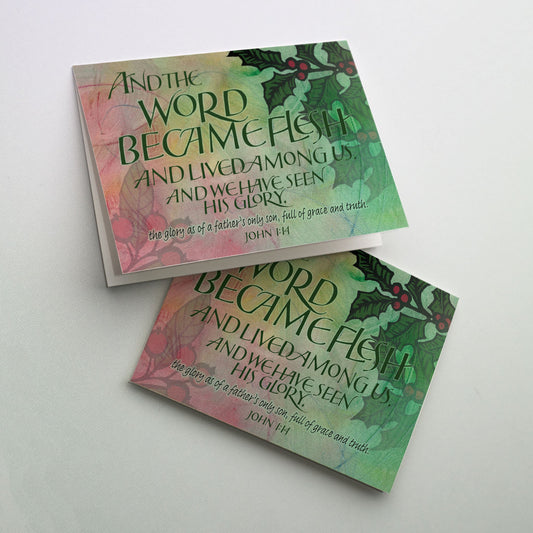 AND THE
WORD
BECAME FLESH
AND LIVED AMONG US.
AND WE HAVE SEEN
HIS GLORY.
the glory as of a father's only son, full of grace and truth.
JOHN 1:14
WORD
BECAME FLESH
AND LIVED AMONG US.
AND WE HAVE SEEN
HIS GLORY.
the glory as of a father's only son, full of grace and truth.
JOHN 1:14